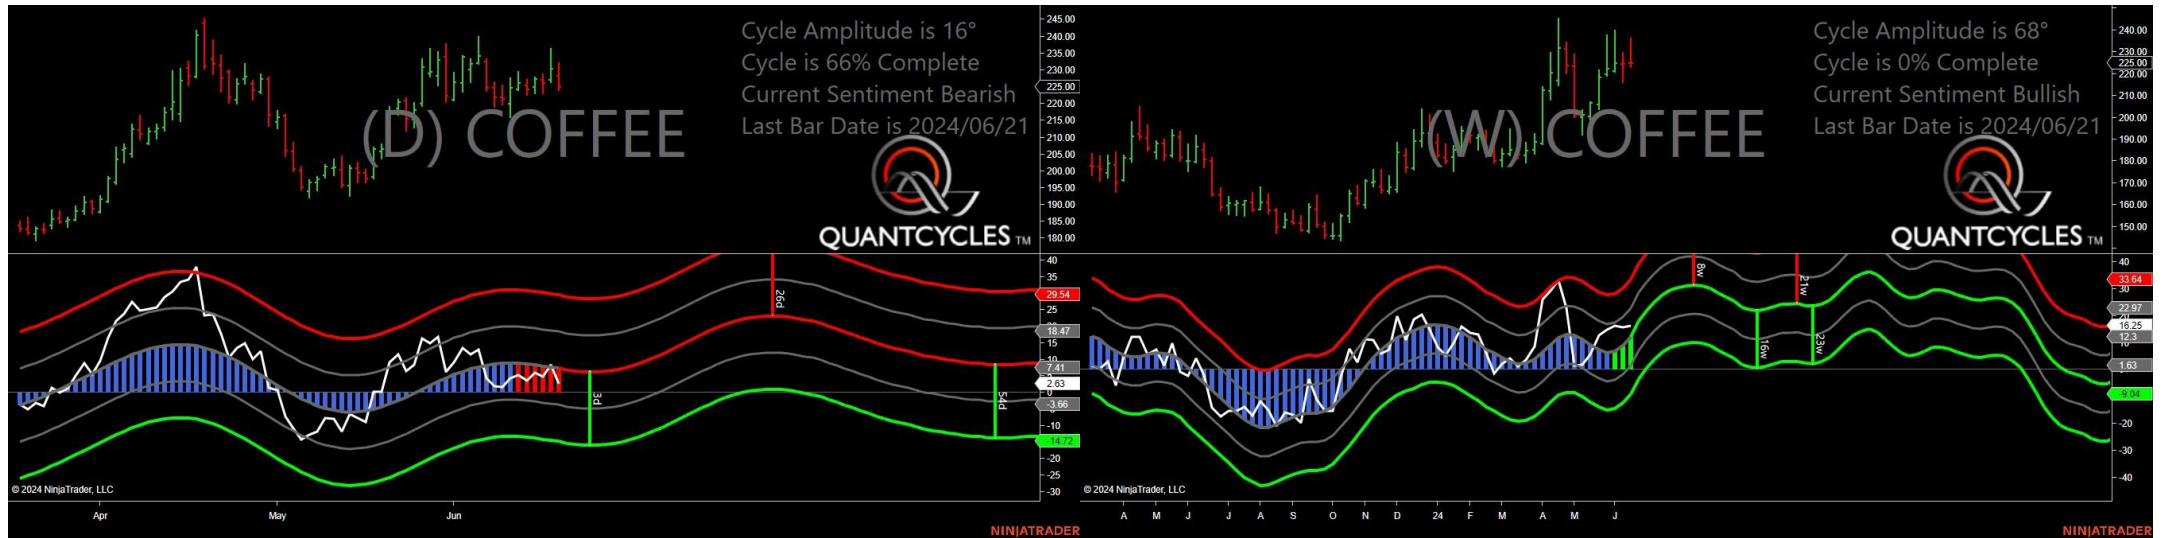 Cycle Amplitude is 16°
Cycle is 66% Complete
Current Sentiment Bearish
Last Bar Date is 2024/06/21
(D) COFFEE
QUANTCYCLES TM
245.00
240.00
235.00
230.00
225.00
220.00
215.00
210.00
205.00
200.00
195.00
190.00
185.00
180.00
40
35
29.54
25
18.47
15
10
7.41
2.63
-3.66
-10
-14.72
-20
-25
-30
3d
26d
54d
© 2024 NinjaTrader, LLC
Apr
May
Jun
NINJATRADER
Cycle Amplitude is 68°
Cycle is 0% Complete
Current Sentiment Bullish
Last Bar Date is 2024/06/21
(W) COFFEE
QUANTCYCLES TM
240.00
230.00
225.00
220.00
210.00
200.00
190.00
180.00
170.00
160.00
150.00
40
33.64
30
22.97
16.25
12.3
1.63
-9.04
-20
-30
-40
8w
16w
21w
23w
© 2024 NinjaTrader, LLC
A M J J A S O N D 24 F M A M J
NINJATRADER